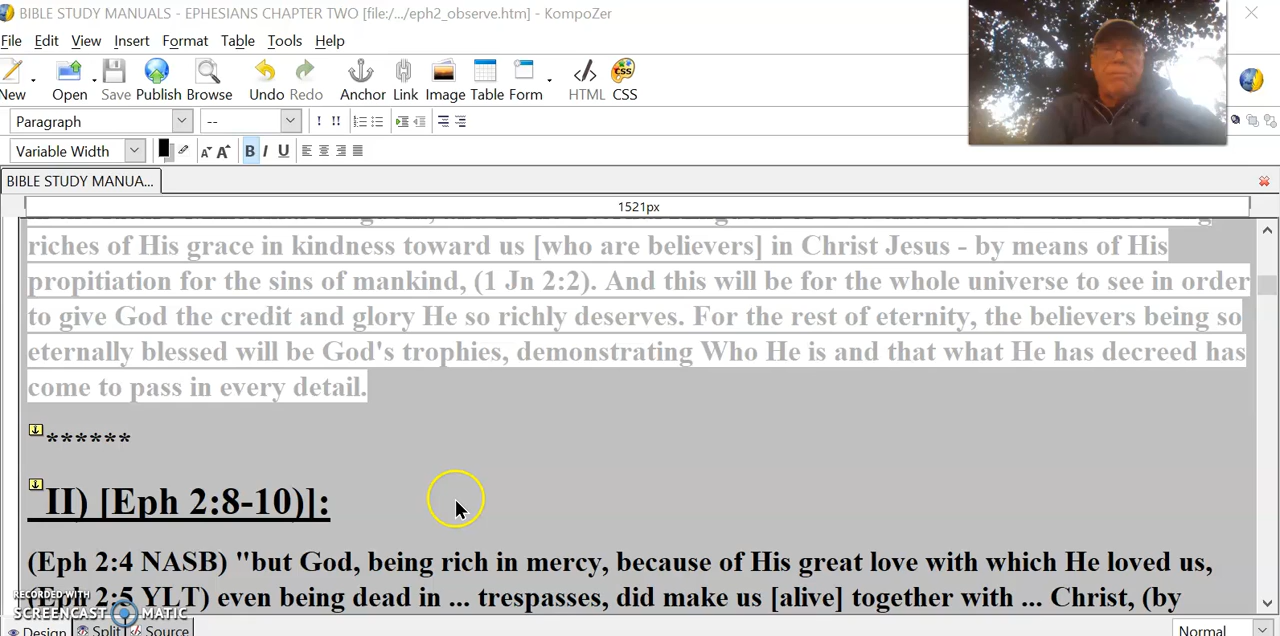 BIBLE STUDY MANUALS - EPHESIANS CHAPTER TWO [file:/.../eph2_observe.htm] - KompoZer
File Edit View Insert Format Table Tools Help
New Open Save Publish Browse Undo Redo Anchor Link Image Table Form HTML CSS
Paragraph --
Variable Width B I U
BIBLE STUDY MANUA...
1521px
riches of His grace in kindness toward us [who are believers] in Christ Jesus - by means of His
propitiation for the sins of mankind, (1 Jn 2:2). And this will be for the whole universe to see in order
to give God the credit and glory He so richly deserves. For the rest of eternity, the believers being so
eternally blessed will be God's trophies, demonstrating Who He is and that what He has decreed has
come to pass in every detail.
******
II) [Eph 2:8-10)]:
(Eph 2:4 NASB) "but God, being rich in mercy, because of His great love with which He loved us,
(Eph 2:5 YLT) even being dead in ... trespasses, did make us [alive] together with ... Christ, (by
RECORDED WITH
SCREENCAST MATIC
Design Split Source
Normal